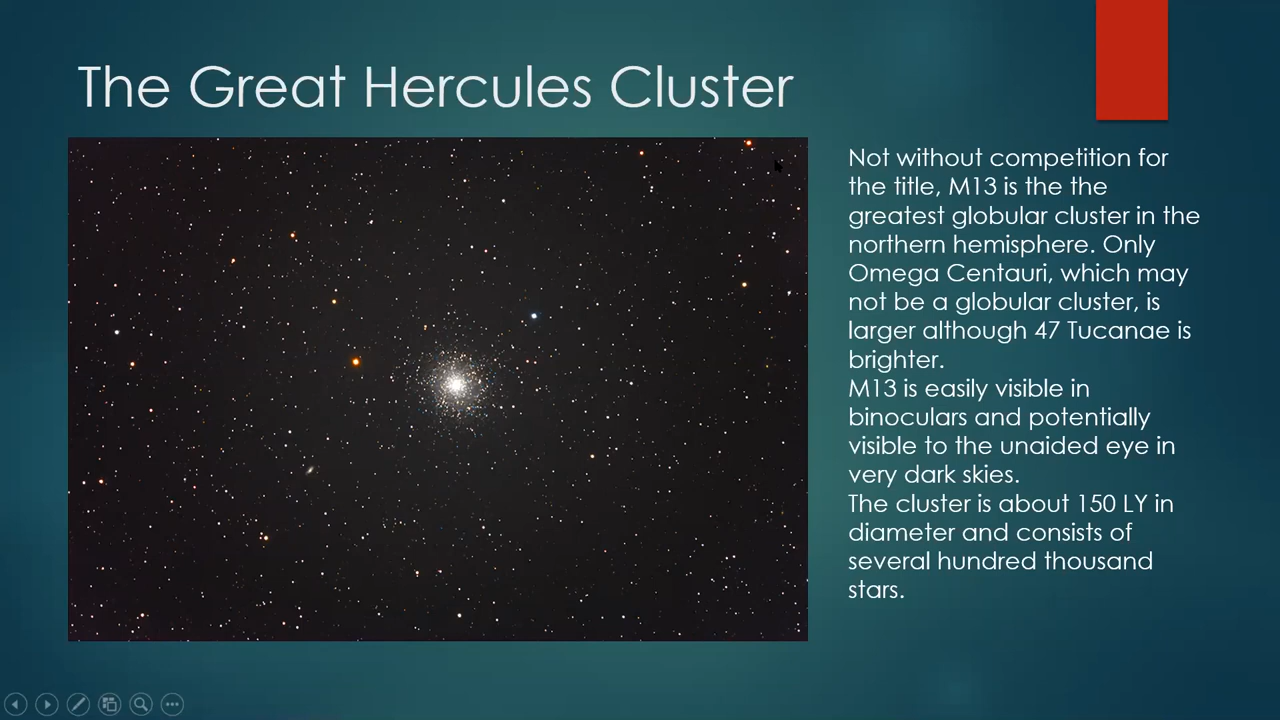 The Great Hercules Cluster
Not without competition for
the title, M13 is the the
greatest globular cluster in the
northern hemisphere. Only
Omega Centauri, which may
not be a globular cluster, is
larger although 47 Tucanae is
brighter.
M13 is easily visible in
binoculars and potentially
visible to the unaided eye in
very dark skies.
The cluster is about 150 LY in
diameter and consists of
several hundred thousand
stars.